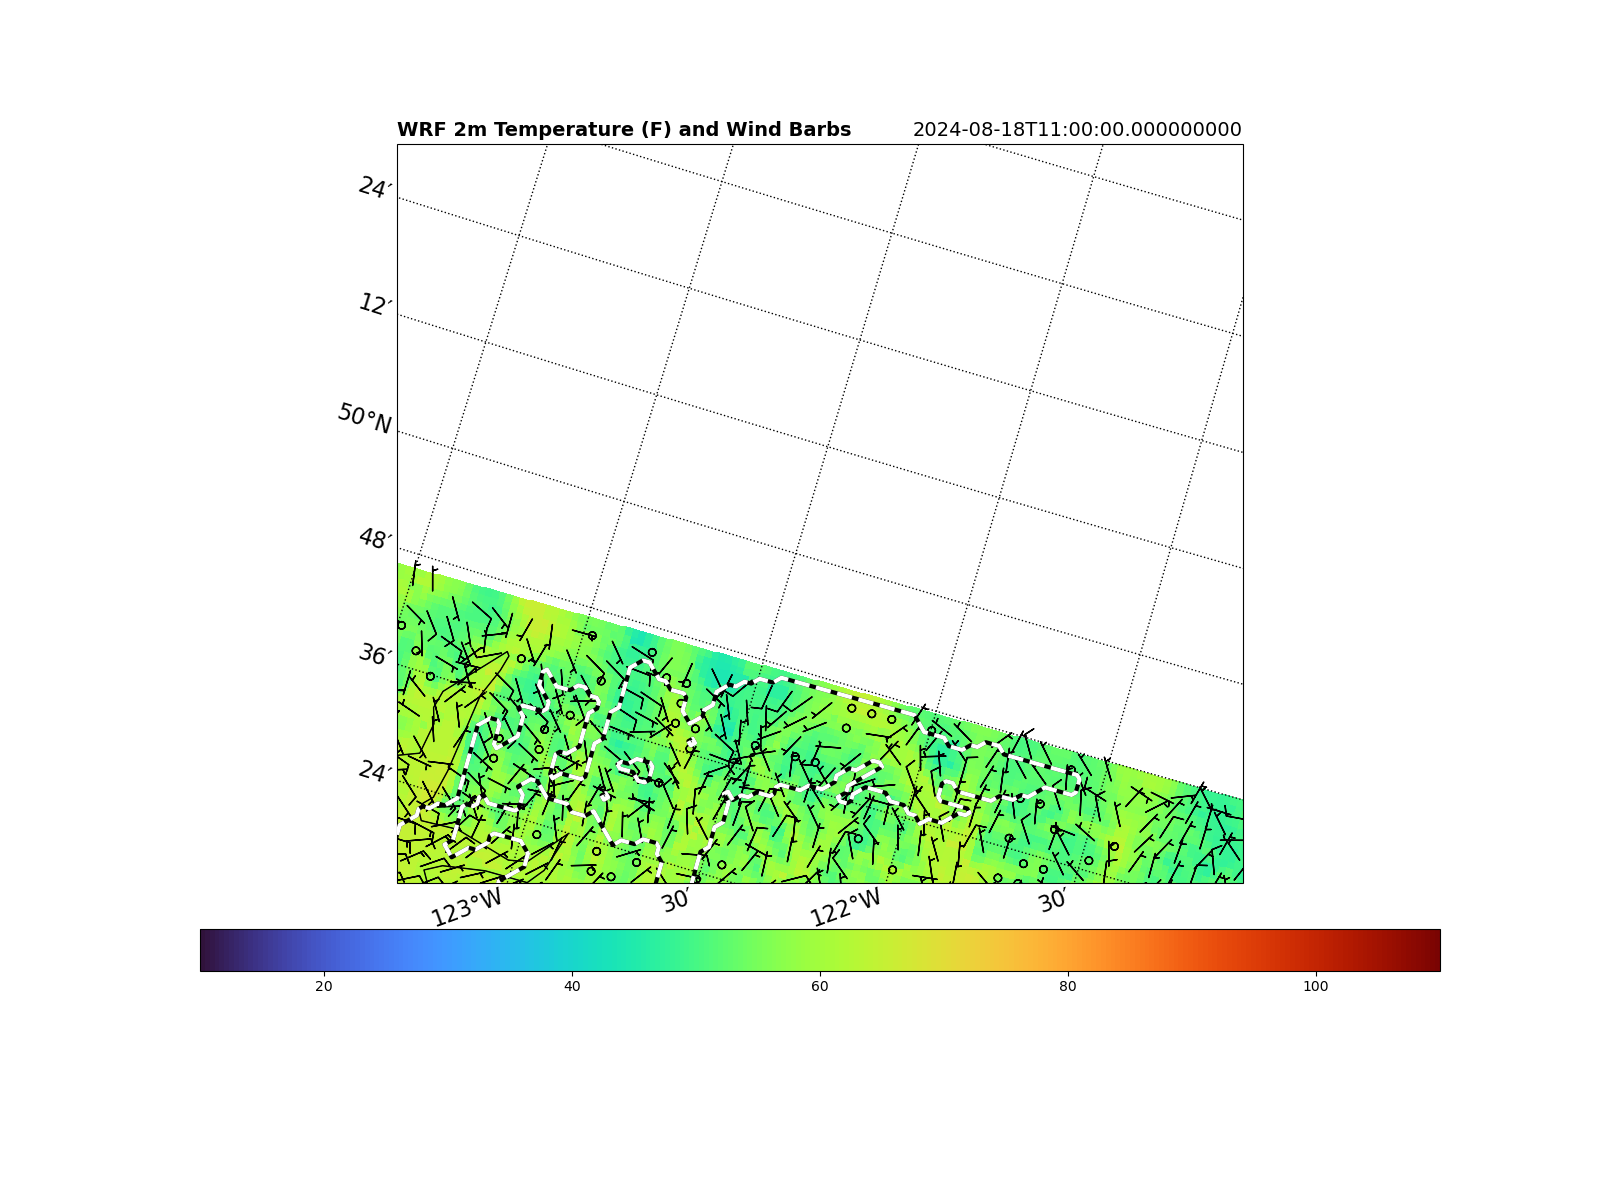 WRF 2m Temperature (F) and Wind Barbs 2024-08-18T11:00:00.000000000
24′
12′
50°N
48′
36′
24′
123°W 30′ 122°W 30′
20 40 60 80 100